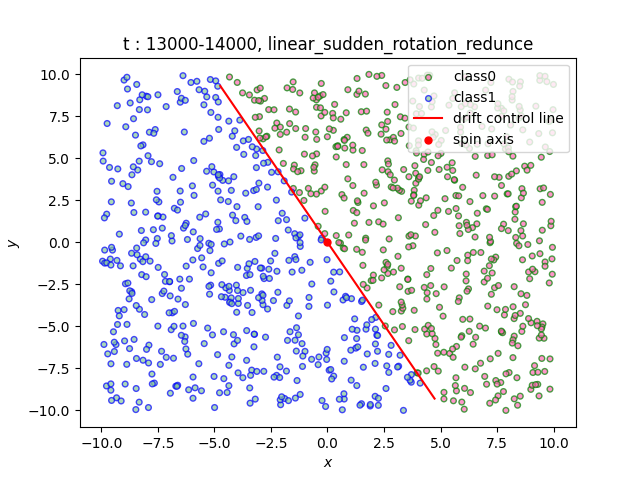 t : 13000-14000, linear_sudden_rotation_redunce
class0
class1
drift control line
spin axis
10.0
7.5
5.0
2.5
0.0
−2.5
−5.0
−7.5
−10.0
y
−10.0 −7.5 −5.0 −2.5 0.0 2.5 5.0 7.5 10.0
x